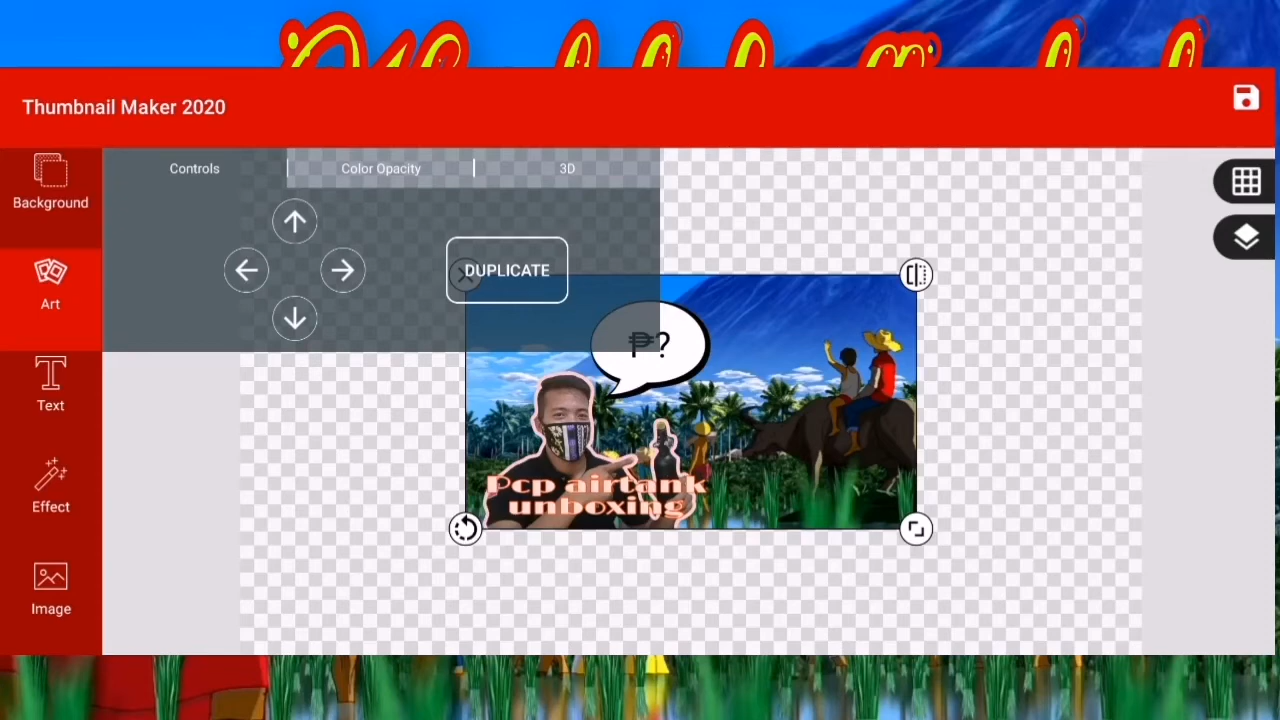 Thumbnail Maker 2020
Background
Controls
Color Opacity
3D
DUPLICATE
Art
₱?
Text
Pcp airtank
unboxing
Effect
Image